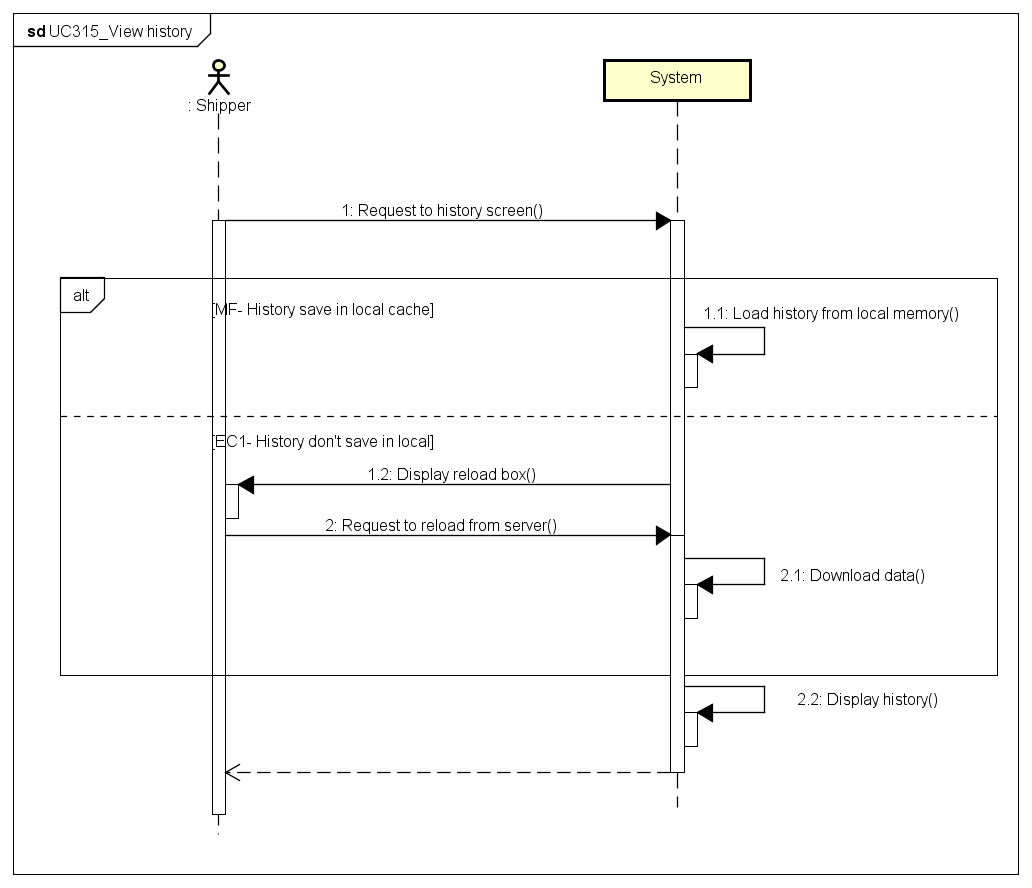 sd UC315_View history
System
: Shipper
1: Request to history screen()
alt
[MF- History save in local cache]
1.1: Load history from local memory()
[EC1- History don't save in local]
1.2: Display reload box()
2: Request to reload from server()
2.1: Download data()
2.2: Display history()